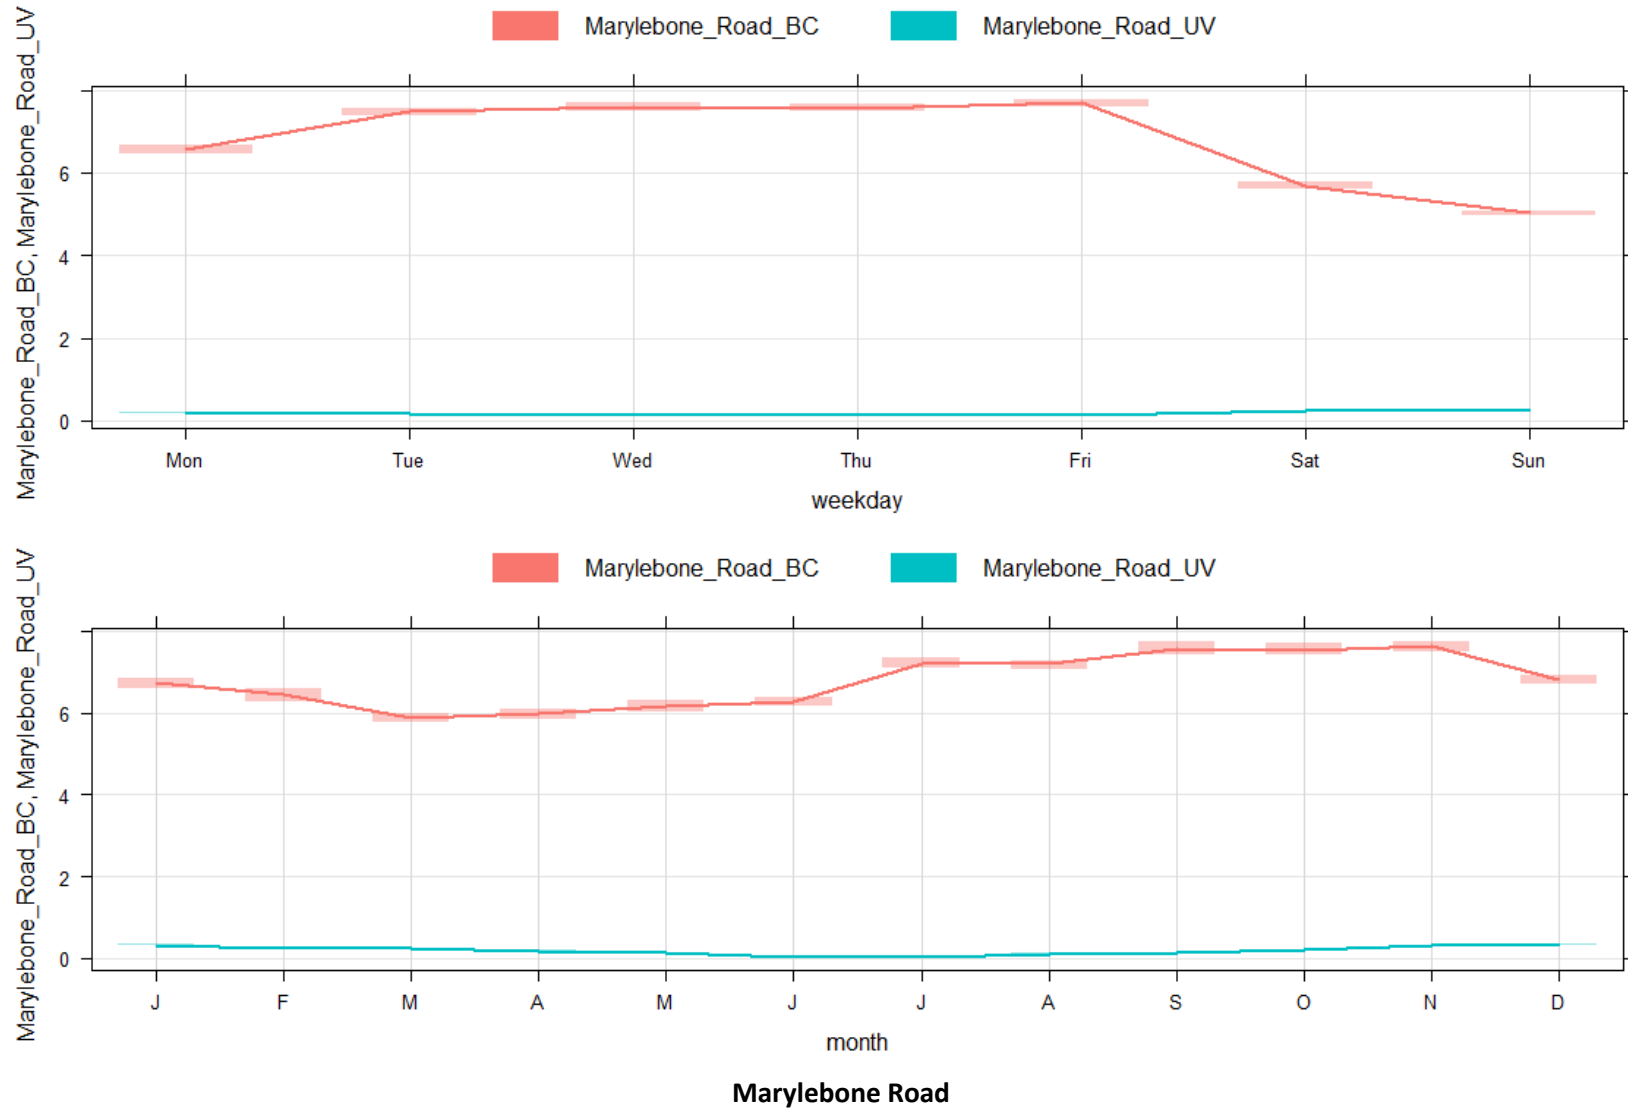 Marylebone_Road_BC Marylebone_Road_UV
Marylebone_Road_BC, Marylebone_Road_UV
6
4
2
0
Mon Tue Wed Thu Fri Sat Sun
weekday
Marylebone_Road_BC Marylebone_Road_UV
Marylebone_Road_BC, Marylebone_Road_UV
6
4
2
0
J F M A M J J A S O N D
month
Marylebone Road